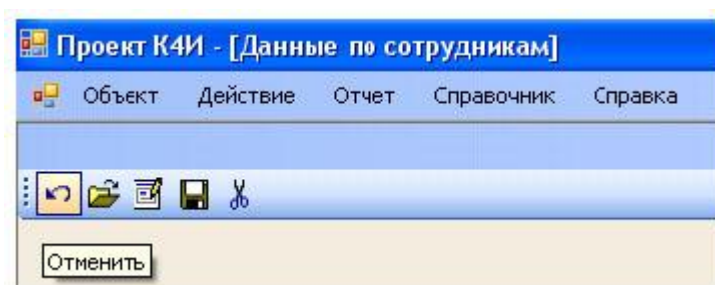 Проект К4И - [Данные по сотрудникам]
Объект Действие Отчет Справочник Справка
Отменить